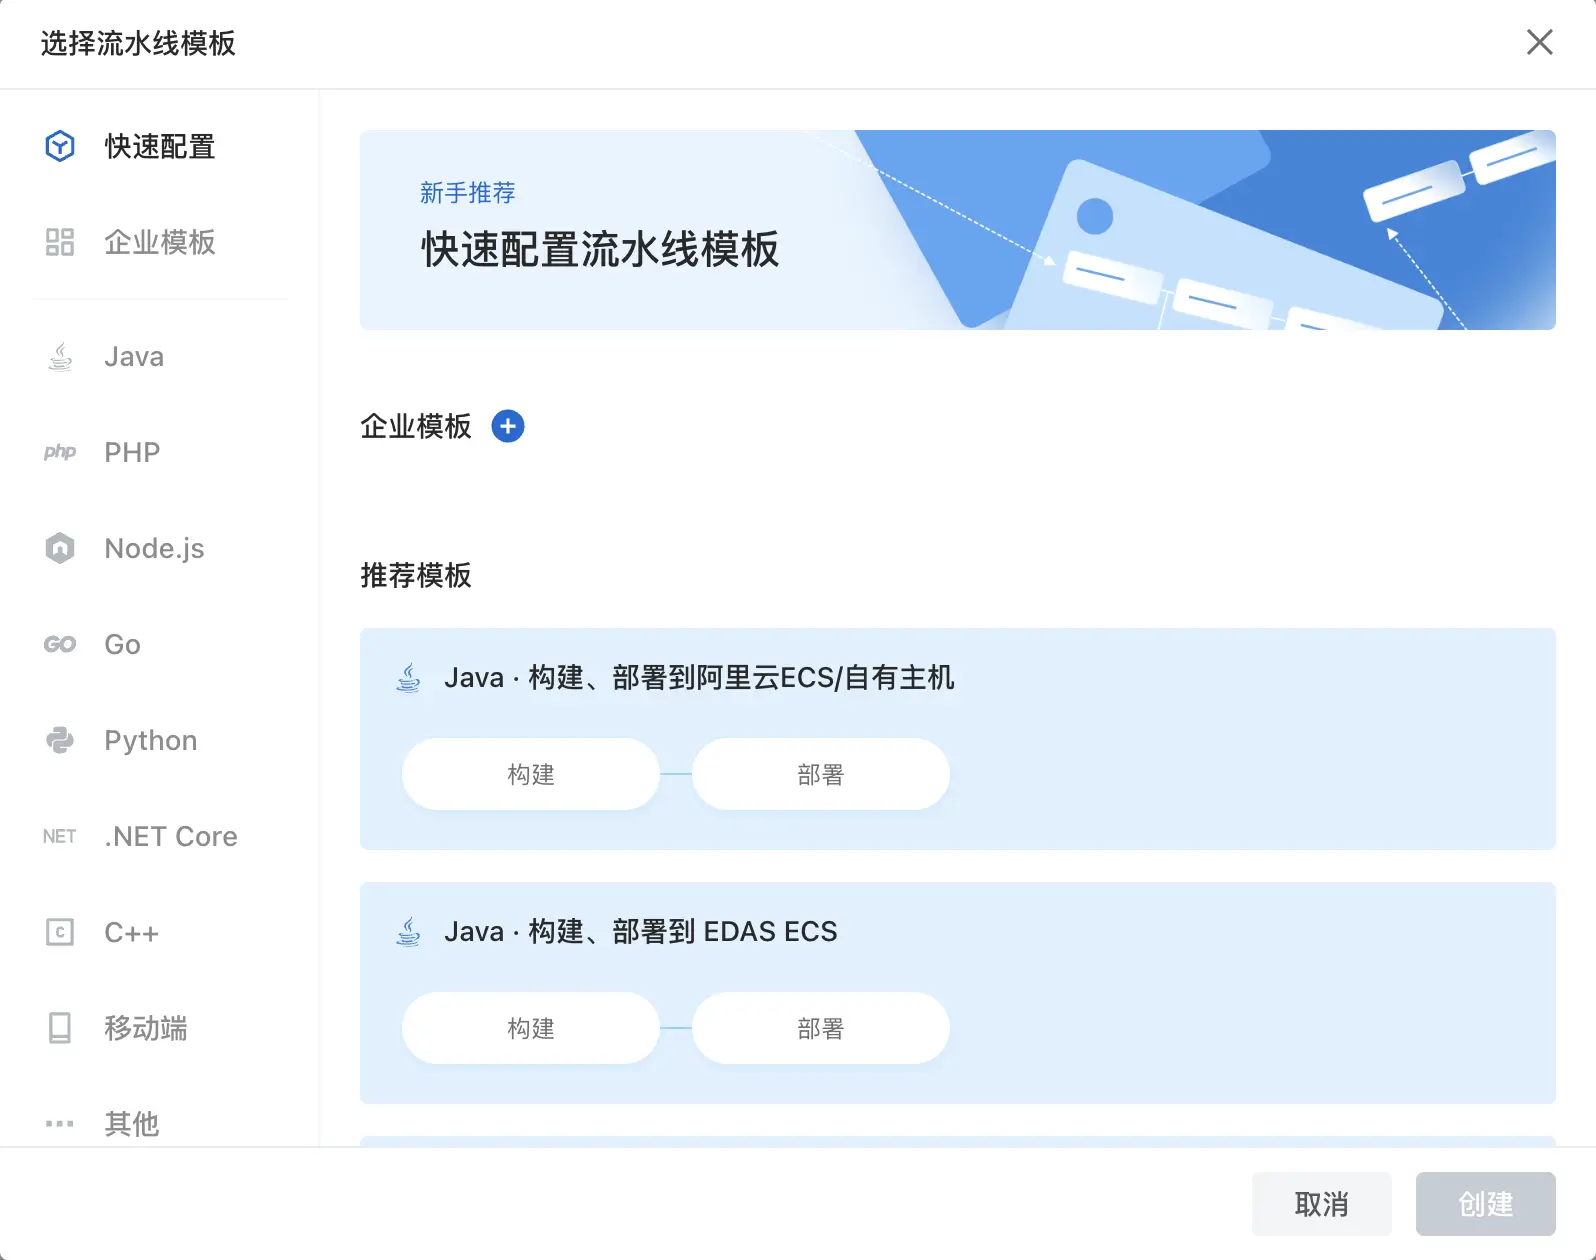 选择流水线模板
快速配置
企业模板
Java
php PHP
Node.js
GO Go
Python
NET .NET Core
C C++
移动端
其他
新手推荐
快速配置流水线模板
企业模板
推荐模板
Java · 构建、部署到阿里云ECS/自有主机
构建 部署
Java · 构建、部署到 EDAS ECS
构建 部署
取消 创建